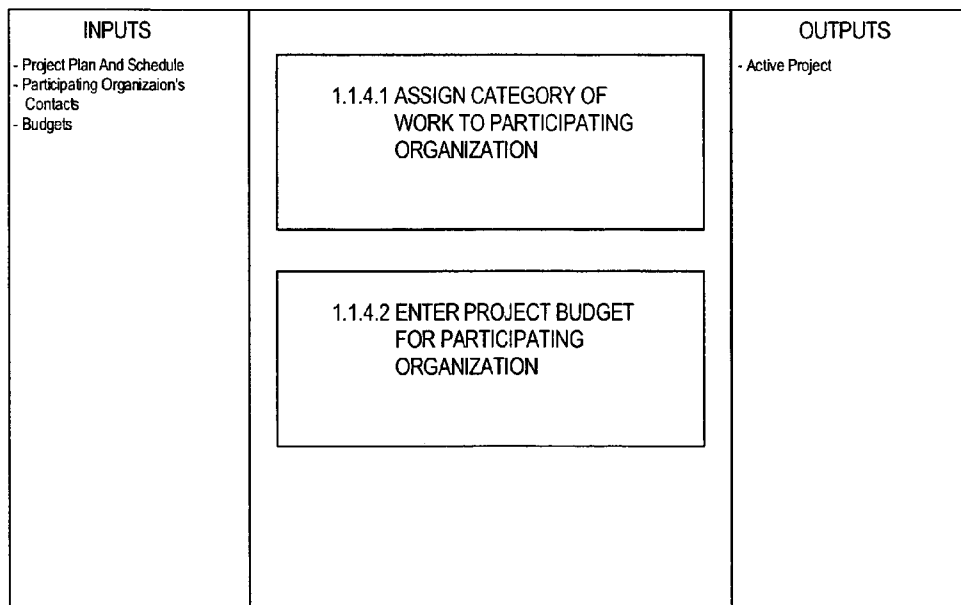 INPUTS
- Project Plan And Schedule
- Participating Organizaion's
Contacts
- Budgets
1.1.4.1 ASSIGN CATEGORY OF
WORK TO PARTICIPATING
ORGANIZATION
1.1.4.2 ENTER PROJECT BUDGET
FOR PARTICIPATING
ORGANIZATION
OUTPUTS
- Active Project